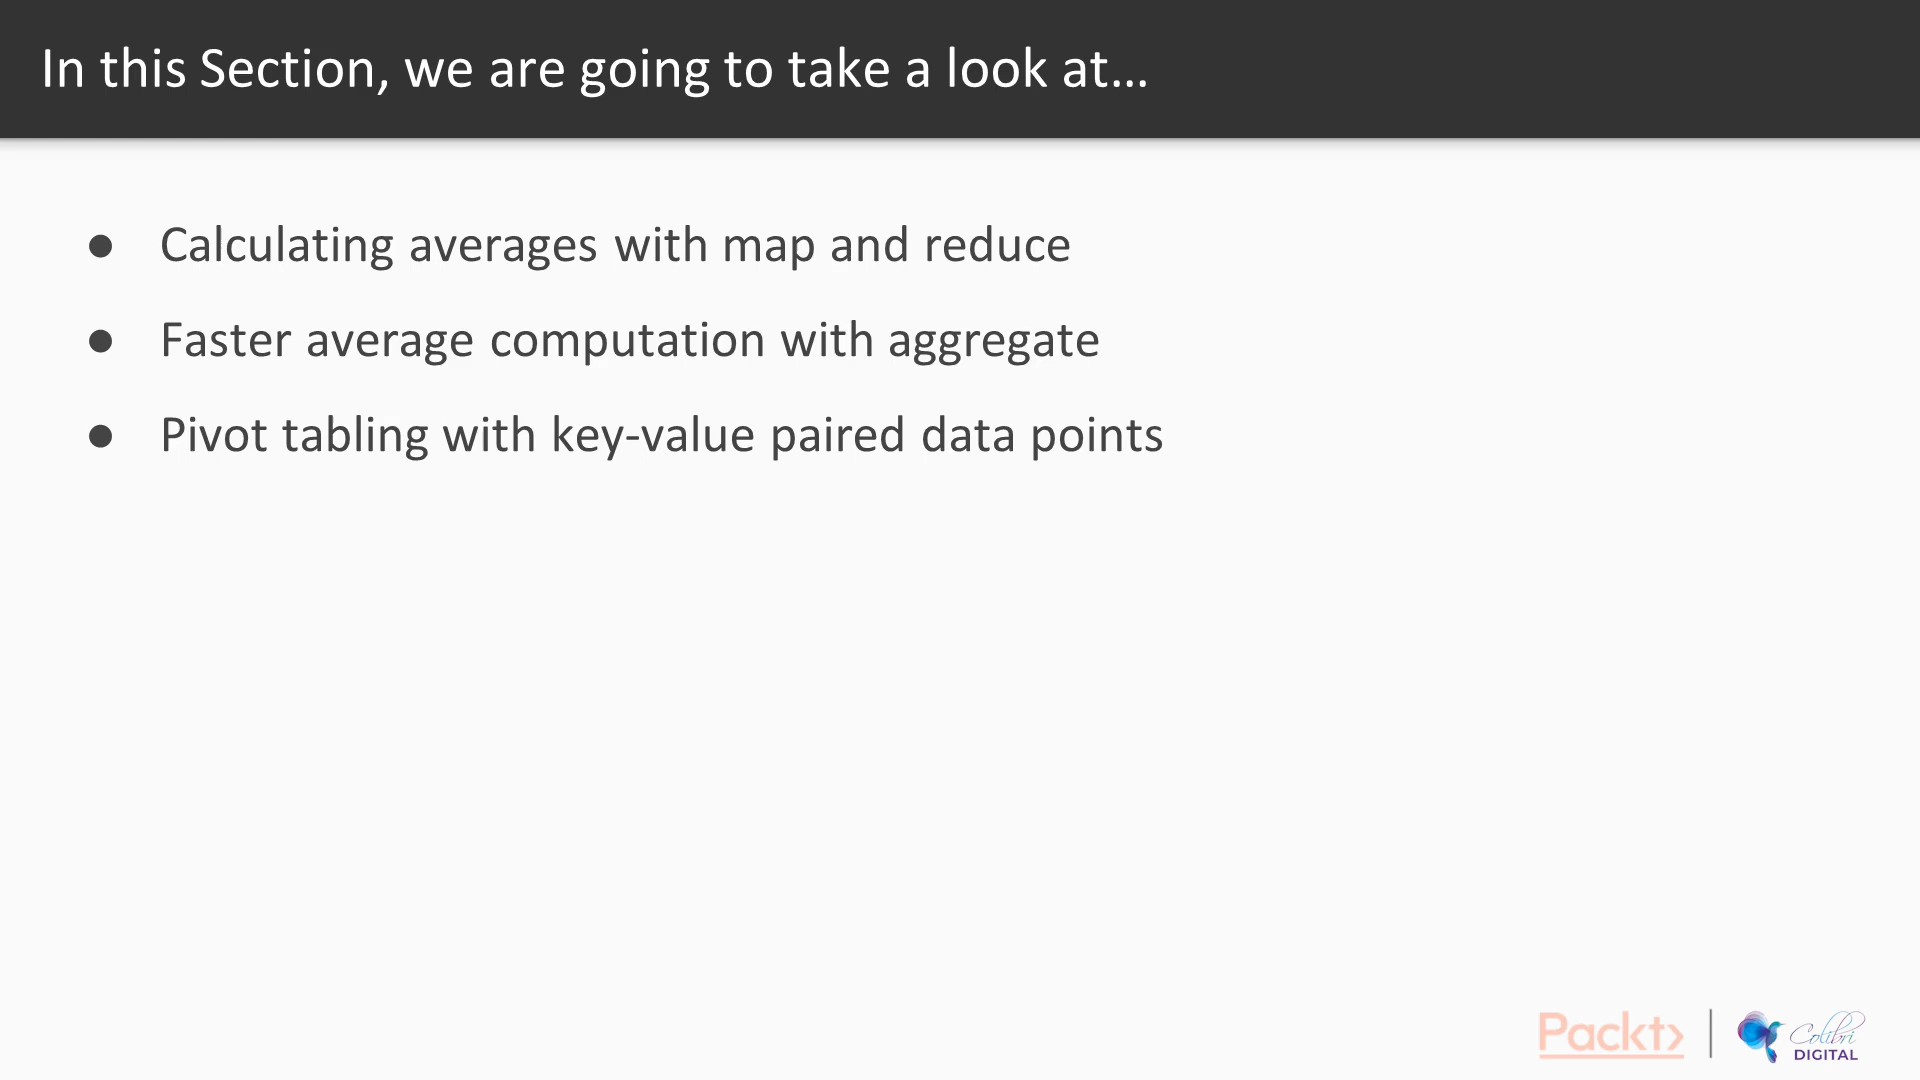 In this Section, we are going to take a look at…
● Calculating averages with map and reduce
● Faster average computation with aggregate
● Pivot tabling with key-value paired data points
Packt>
Colibri
DIGITAL